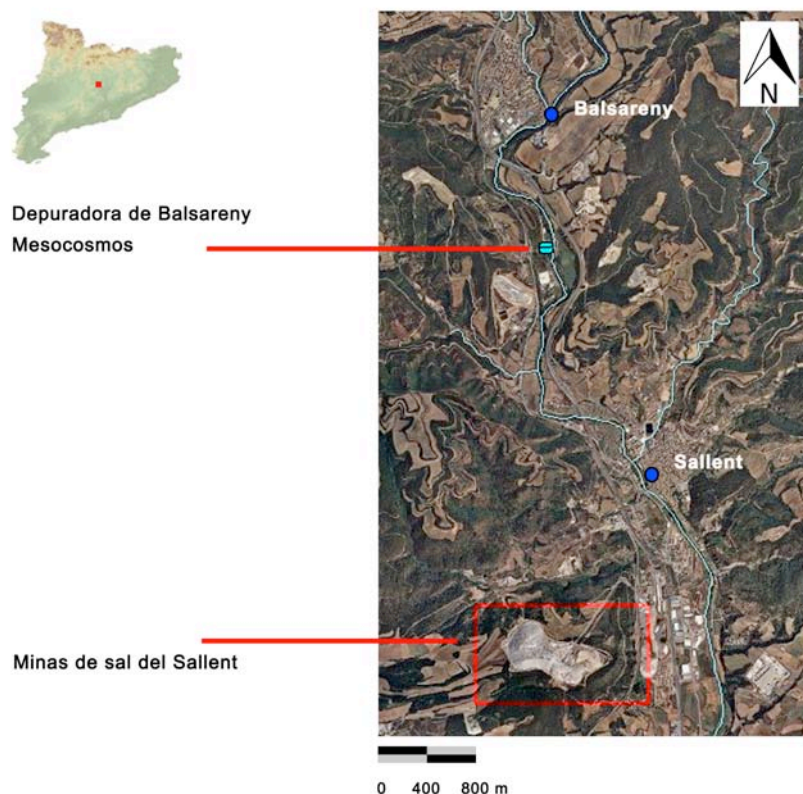 N
Balsareny
Depuradora de Balsareny
Mesocosmos
Sallent
Minas de sal del Sallent
0 400 800 m